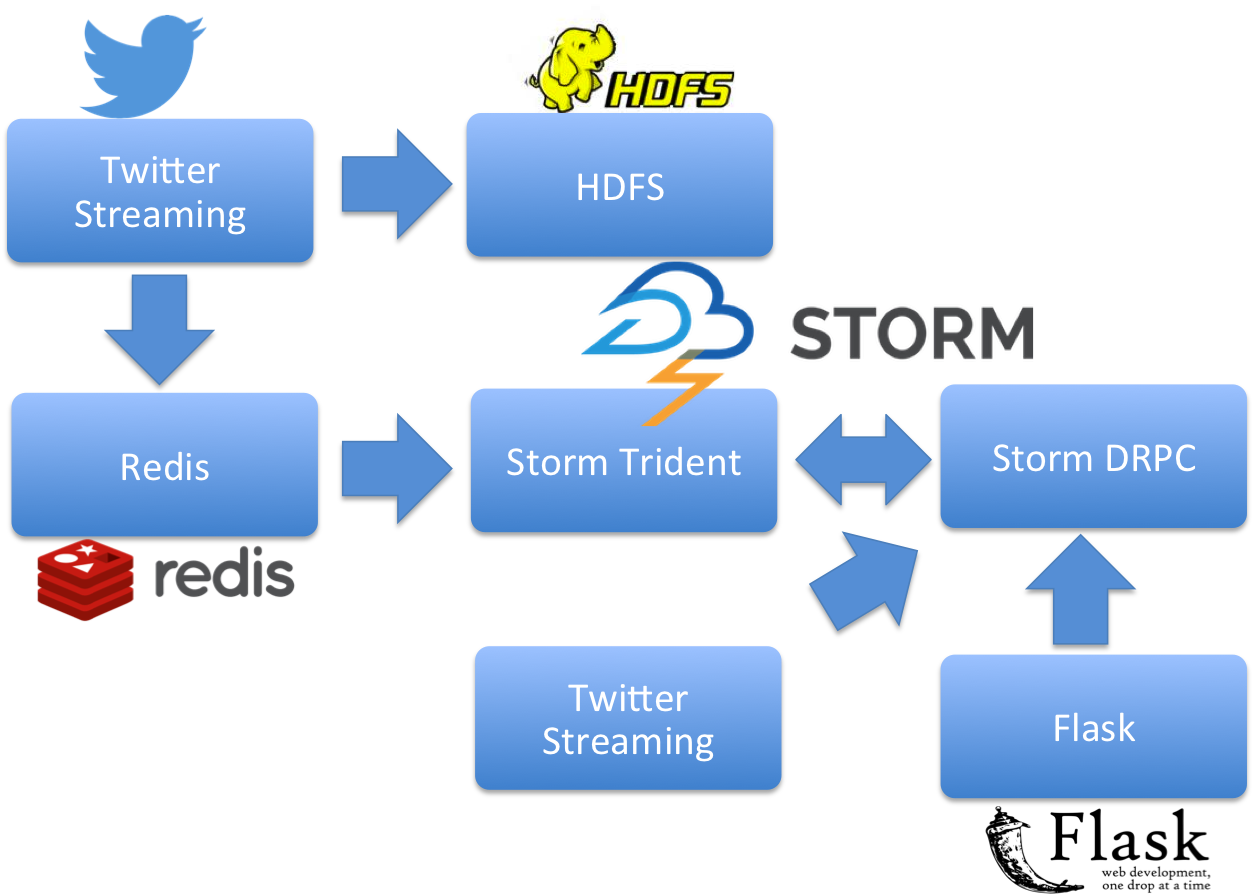 HDFS
Twitter
Streaming
HDFS
STORM
Redis
Storm Trident
Storm DRPC
redis
Twitter
Streaming
Flask
Flask
web development,
one drop at a time